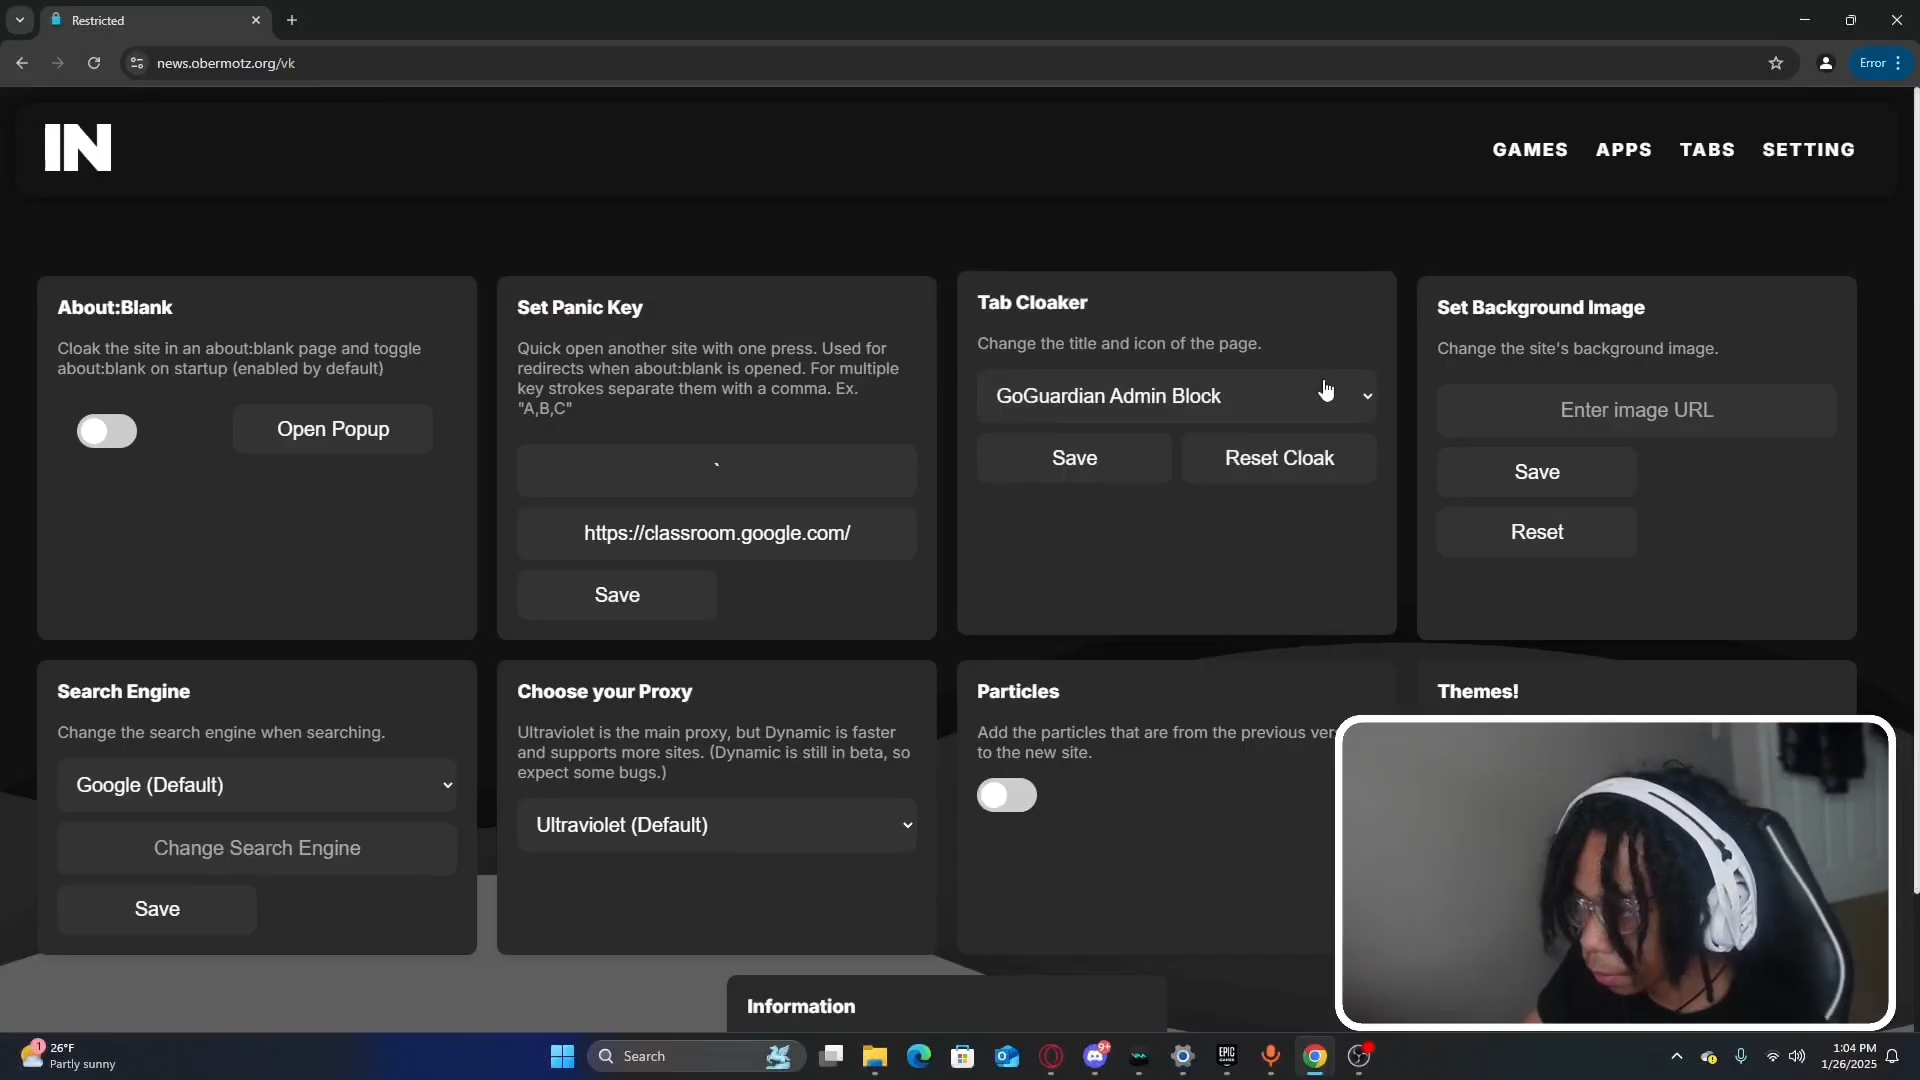 Restricted
news.obermotz.org/vk
Error
IN
GAMES APPS TABS SETTING
About:Blank
Cloak the site in an about:blank page and toggle
about:blank on startup (enabled by default)
Open Popup
Set Panic Key
Quick open another site with one press. Used for
redirects when about:blank is opened. For multiple
key strokes separate them with a comma. Ex.
"A,B,C"
`
https://classroom.google.com/
Save
Tab Cloaker
Change the title and icon of the page.
GoGuardian Admin Block
Save Reset Cloak
Set Background Image
Change the site's background image.
Enter image URL
Save
Reset
Search Engine
Change the search engine when searching.
Google (Default)
Change Search Engine
Save
Choose your Proxy
Ultraviolet is the main proxy, but Dynamic is faster
and supports more sites. (Dynamic is still in beta, so
expect some bugs.)
Ultraviolet (Default)
Particles
Add the particles that are from the previous ver
to the new site.
Themes!
Information
1
26°F
Partly sunny
Search
9+
EPIC
GAMES
1:04 PM
1/26/2025